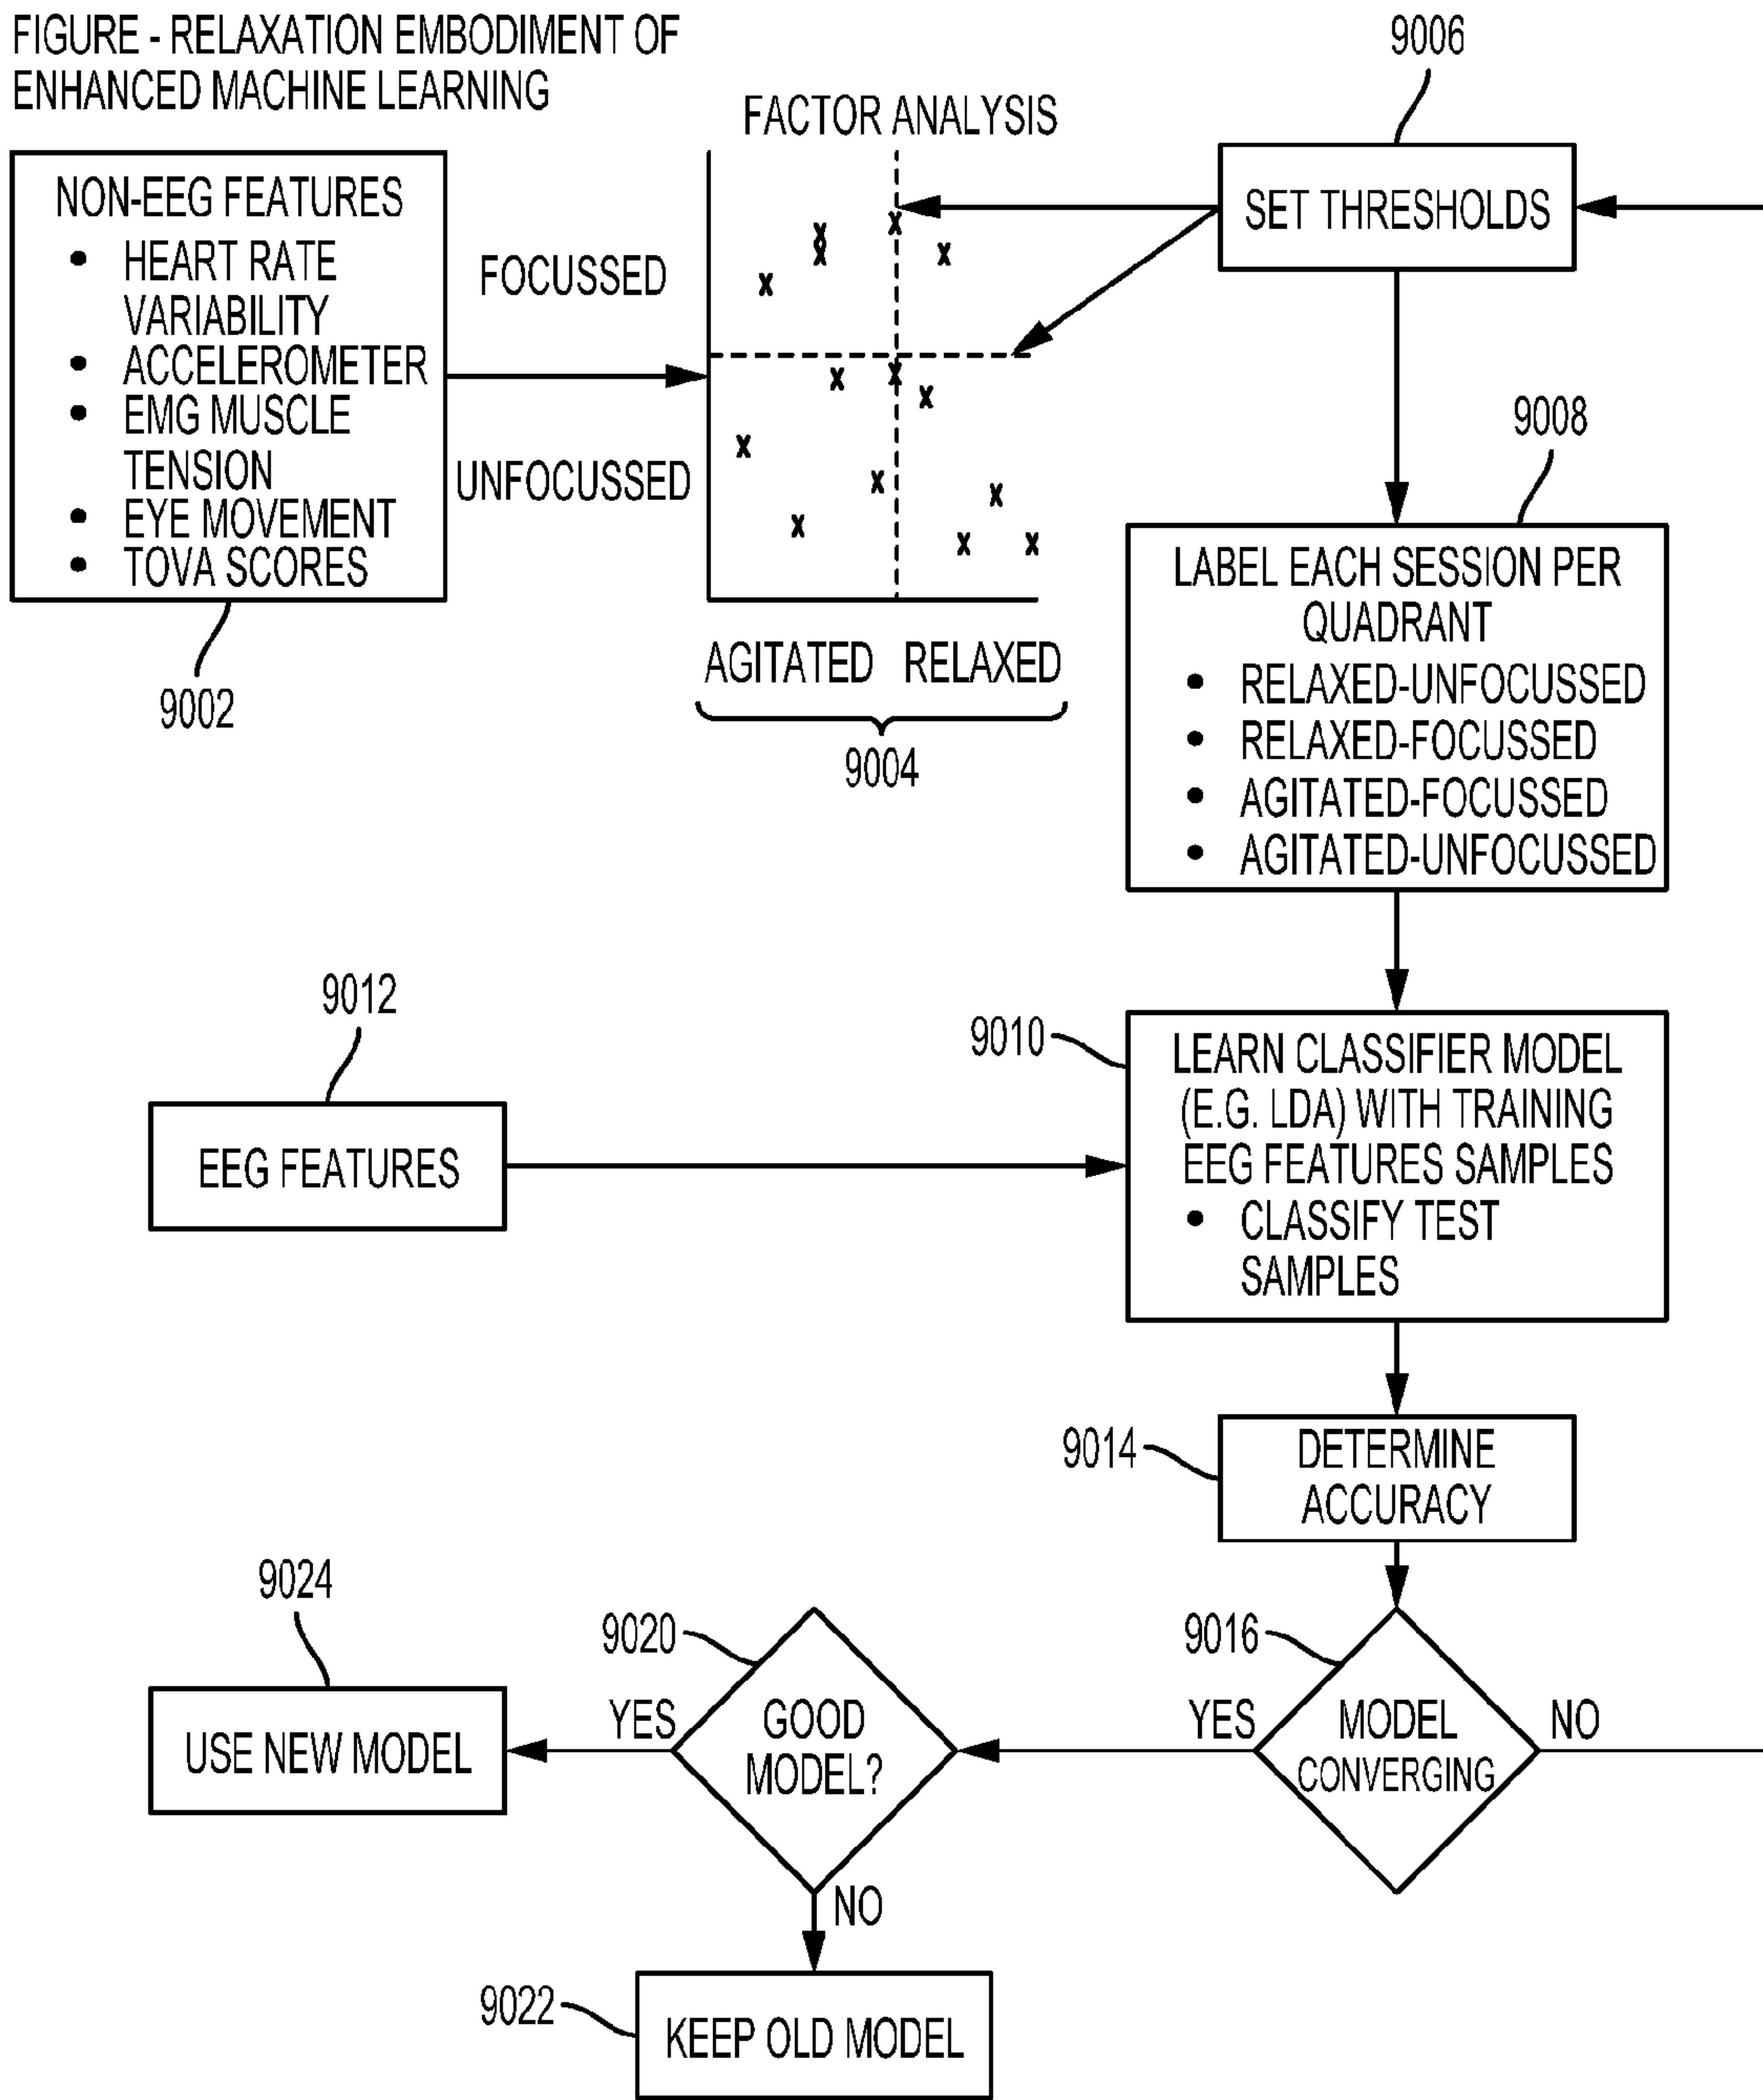 FIGURE - RELAXATION EMBODIMENT OF
ENHANCED MACHINE LEARNING
9006
FACTOR ANALYSIS
NON-EEG FEATURES
• HEART RATE
VARIABILITY
• ACCELEROMETER
• EMG MUSCLE
TENSION
• EYE MOVEMENT
• TOVA SCORES
9002
FOCUSSED
UNFOCUSSED
x
x
x
x
x
x
x
x
x
x
x
x
x
x
AGITATED RELAXED
9004
SET THRESHOLDS
9008
LABEL EACH SESSION PER
QUADRANT
• RELAXED-UNFOCUSSED
• RELAXED-FOCUSSED
• AGITATED-FOCUSSED
• AGITATED-UNFOCUSSED
9012
EEG FEATURES
9010
LEARN CLASSIFIER MODEL
(E.G. LDA) WITH TRAINING
EEG FEATURES SAMPLES
• CLASSIFY TEST
SAMPLES
9014
DETERMINE
ACCURACY
9016
MODEL
CONVERGING
NO
YES
9020
GOOD
MODEL?
YES
NO
9024
USE NEW MODEL
9022
KEEP OLD MODEL